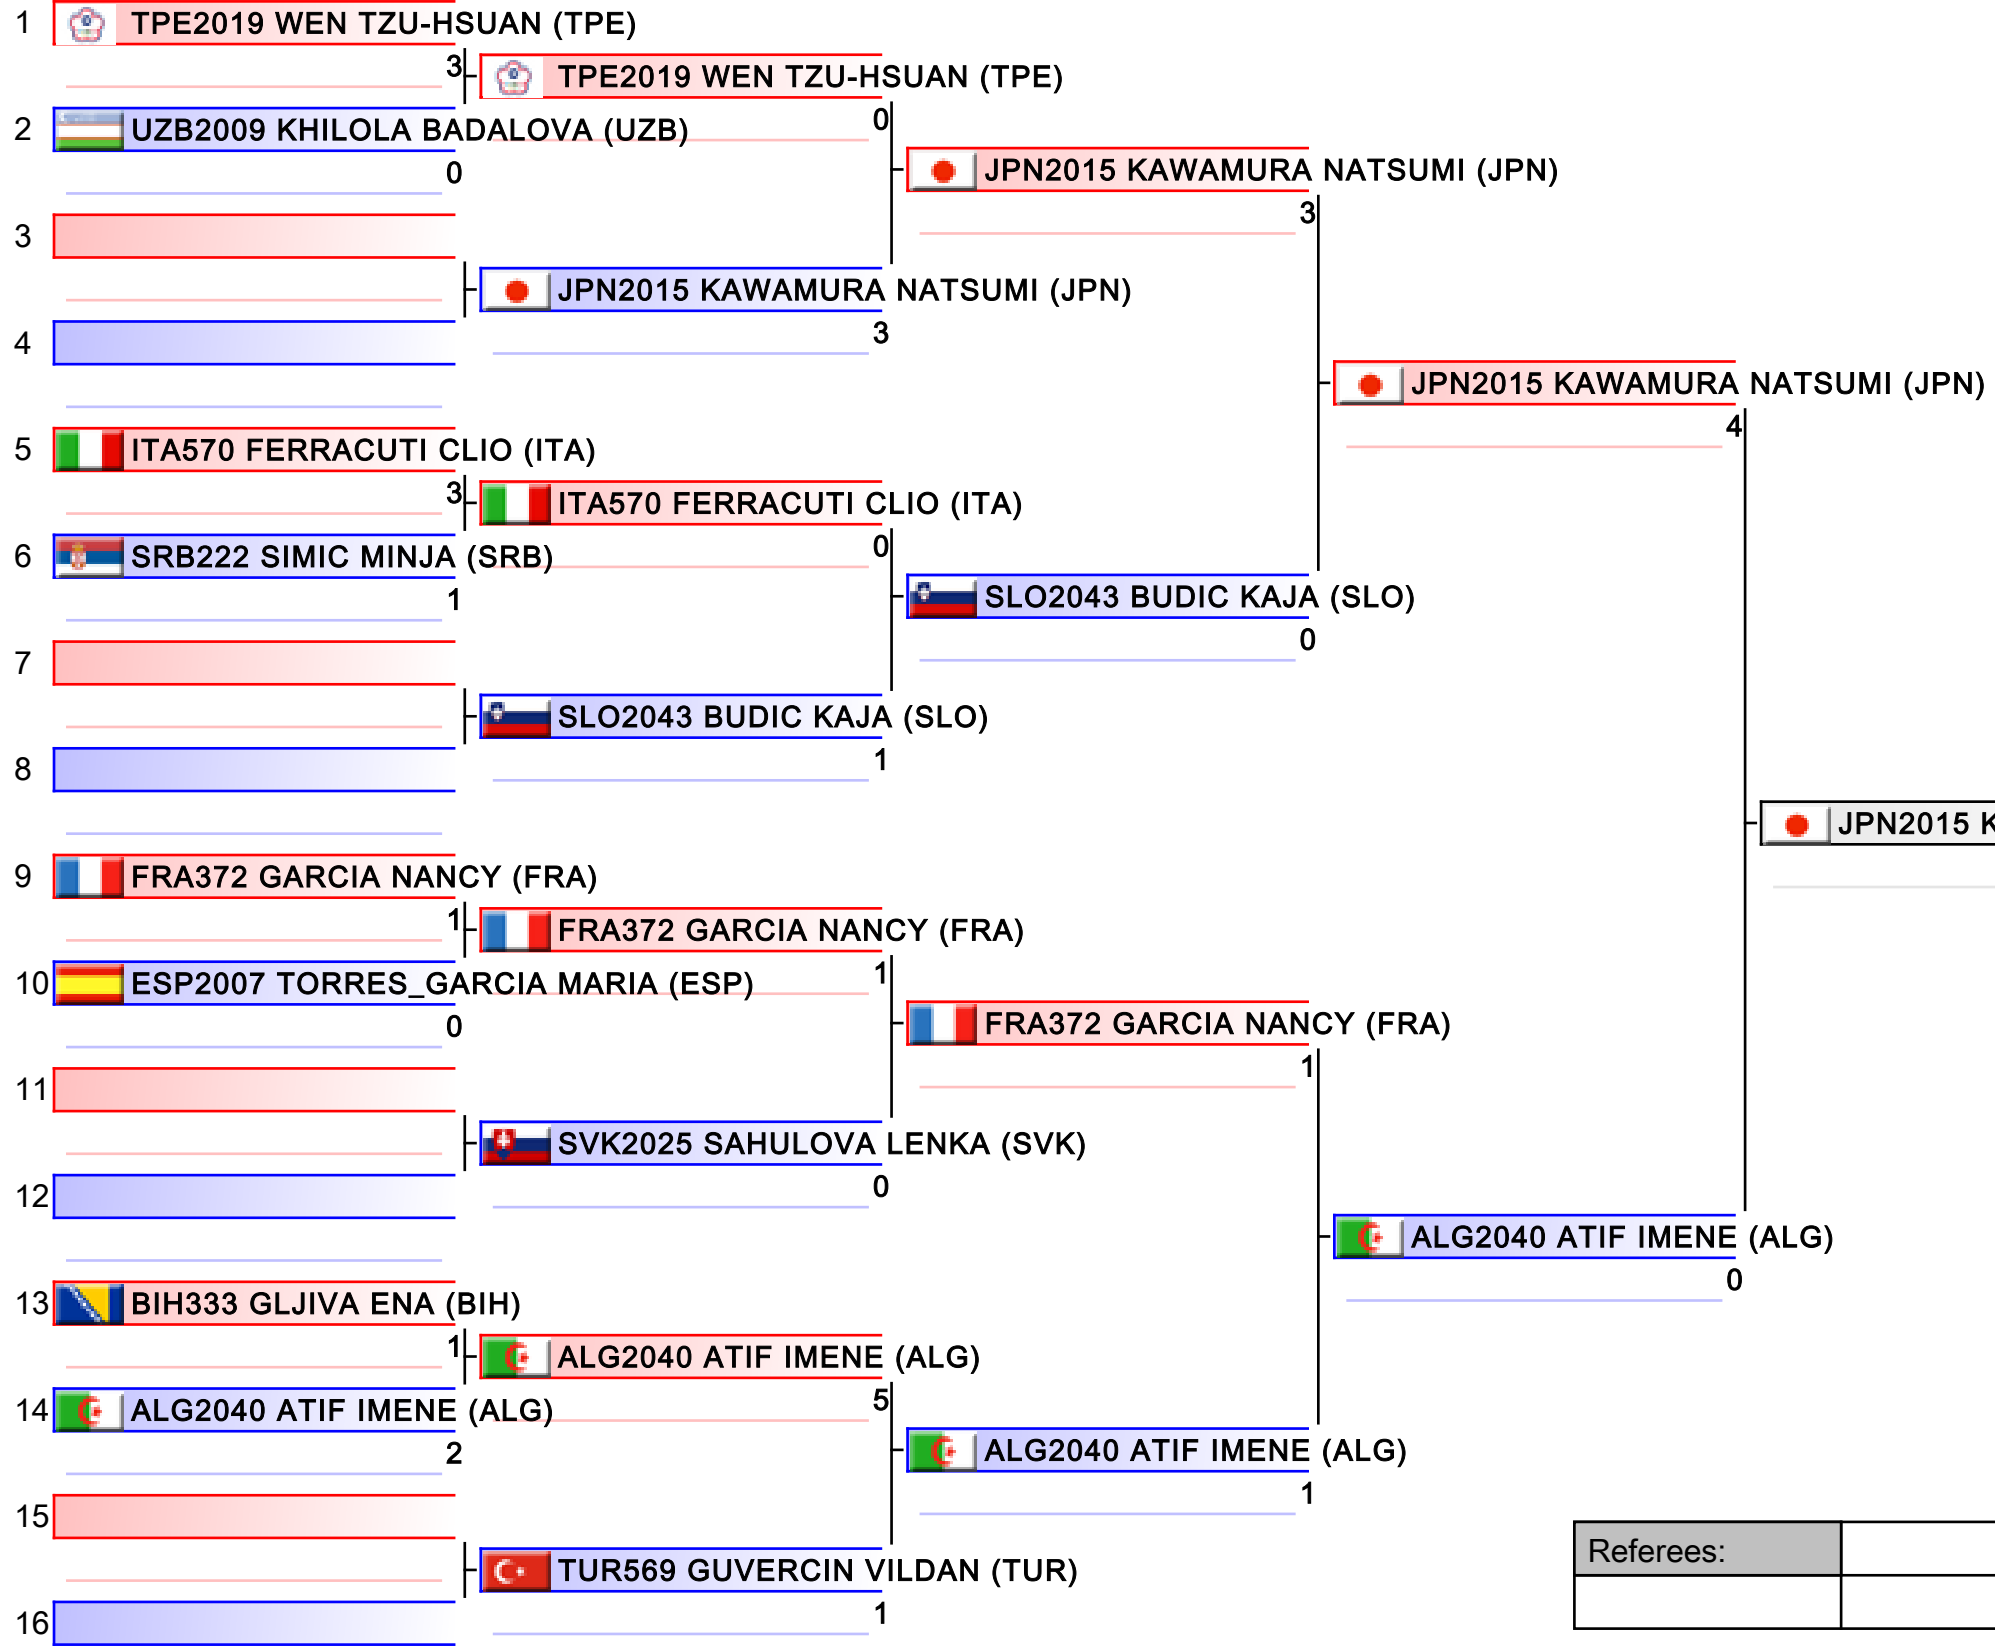 1 TPE2019 WEN TZU-HSUAN (TPE)
3 TPE2019 WEN TZU-HSUAN (TPE)
2 UZB2009 KHILOLA BADALOVA (UZB) 0
0 JPN2015 KAWAMURA NATSUMI (JPN)
3 3
JPN2015 KAWAMURA NATSUMI (JPN)
4 3
JPN2015 KAWAMURA NATSUMI (JPN)
4
5 ITA570 FERRACUTI CLIO (ITA)
3 ITA570 FERRACUTI CLIO (ITA)
6 SRB222 SIMIC MINJA (SRB) 0
1 SLO2043 BUDIC KAJA (SLO)
7 0
SLO2043 BUDIC KAJA (SLO)
8 1
JPN2015 K
9 FRA372 GARCIA NANCY (FRA)
1 FRA372 GARCIA NANCY (FRA)
10 ESP2007 TORRES_GARCIA MARIA (ESP) 1
0 FRA372 GARCIA NANCY (FRA)
11 1
SVK2025 SAHULOVA LENKA (SVK)
12 0
ALG2040 ATIF IMENE (ALG)
0
13 BIH333 GLJIVA ENA (BIH)
1 ALG2040 ATIF IMENE (ALG)
14 ALG2040 ATIF IMENE (ALG) 5
2 ALG2040 ATIF IMENE (ALG)
15 1
Referees:
TUR569 GUVERCIN VILDAN (TUR)
16 1